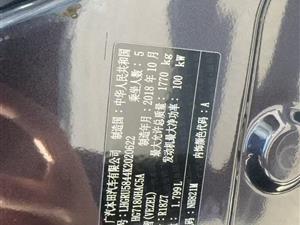 广汽本田汽车有限公司
制造国：中华人民共和国
乘坐人数：5
制造年月：2018年10月
最大允许总质量：1770 kg
发动机最大净功率：100 kW
(VEZEL)
R18Z7
1.799L
内饰颜色代码：A